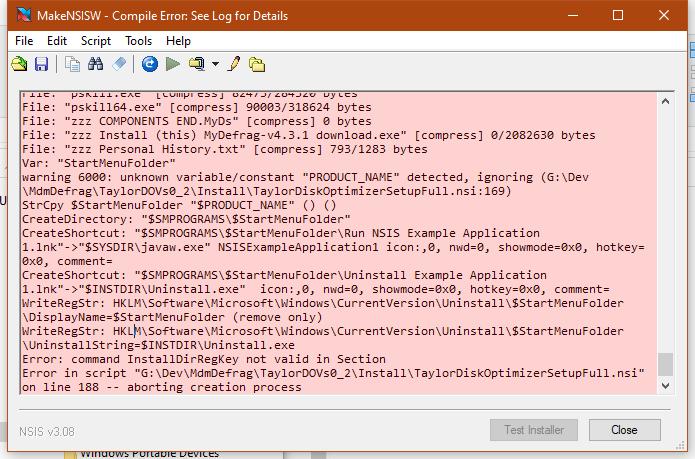 MakeNSISW - Compile Error: See Log for Details
File Edit Script Tools Help
File: "pskill.exe" [compress] 82475/284320 bytes
File: "pskill64.exe" [compress] 90003/318624 bytes
File: "zzz COMPONENTS END.MyDs" [compress] 0 bytes
File: "zzz Install (this) MyDefrag-v4.3.1 download.exe" [compress] 0/2082630 bytes
File: "zzz Personal History.txt" [compress] 793/1283 bytes
Var: "StartMenuFolder"
warning 6000: unknown variable/constant "PRODUCT_NAME" detected, ignoring (G:\Dev
\MdmDefrag\TaylorDOVs0_2\Install\TaylorDiskOptimizerSetupFull.nsi:169)
StrCpy $StartMenuFolder "$PRODUCT_NAME" () ()
CreateDirectory: "$SMPROGRAMS\$StartMenuFolder"
CreateShortcut: "$SMPROGRAMS\$StartMenuFolder\Run NSIS Example Application
1.lnk"->"$SYSDIR\javaw.exe" NSISExampleApplication1 icon:,0, nwd=0, showmode=0x0, hotkey=
0x0, comment=
CreateShortcut: "$SMPROGRAMS\$StartMenuFolder\Uninstall Example Application
1.lnk"->"$INSTDIR\Uninstall.exe"  icon:,0, nwd=0, showmode=0x0, hotkey=0x0, comment=
WriteRegStr: HKLM\Software\Microsoft\Windows\CurrentVersion\Uninstall\$StartMenuFolder
\DisplayName=$StartMenuFolder (remove only)
WriteRegStr: HKLM\Software\Microsoft\Windows\CurrentVersion\Uninstall\$StartMenuFolder
\UninstallString=$INSTDIR\Uninstall.exe
Error: command InstallDirRegKey not valid in Section
Error in script "G:\Dev\MdmDefrag\TaylorDOVs0_2\Install\TaylorDiskOptimizerSetupFull.nsi"
on line 188 -- aborting creation process
NSIS v3.08
Test Installer
Close
Windows Portable Devices